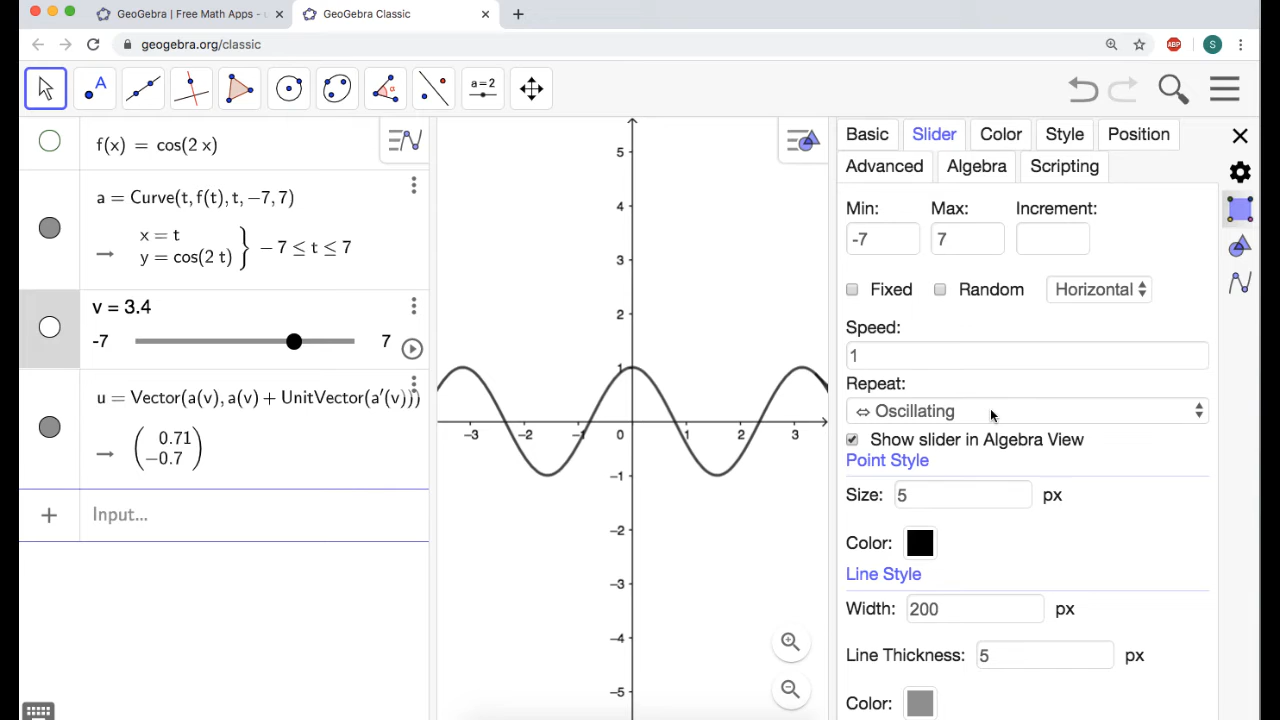 GeoGebra | Free Math Apps -
GeoGebra Classic
geogebra.org/classic
ABP
S
A
a=2
α
f(x) = cos(2 x)
a = Curve(t, f(t), t, −7, 7)
x = t
y = cos(2 t)
→
− 7 ≤ t ≤ 7
v = 3.4
-7
7
u = Vector(a(v), a(v) + UnitVector(a′(v)))
→
0.71
−0.7
Input...
5
4
3
2
1
−3
−2
−1
0
1
2
3
−1
−2
−3
−4
−5
Basic
Slider
Color
Style
Position
Advanced
Algebra
Scripting
Min:
Max:
Increment:
-7
7
Fixed
Random
Horizontal
Speed:
1
Repeat:
⇔ Oscillating
Show slider in Algebra View
Point Style
Size: 5 px
Color:
Line Style
Width: 200 px
Line Thickness: 5 px
Color: